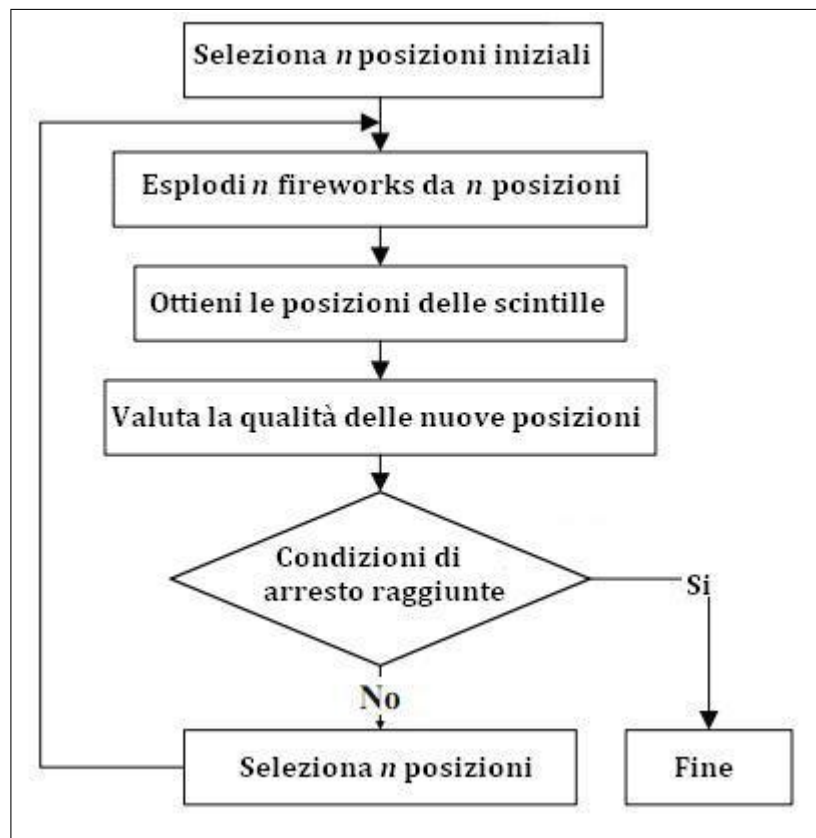 Seleziona n posizioni iniziali
Esplodi n fireworks da n posizioni
Ottieni le posizioni delle scintille
Valuta la qualità delle nuove posizioni
Condizioni di
arresto raggiunte
Si
No
Seleziona n posizioni
Fine